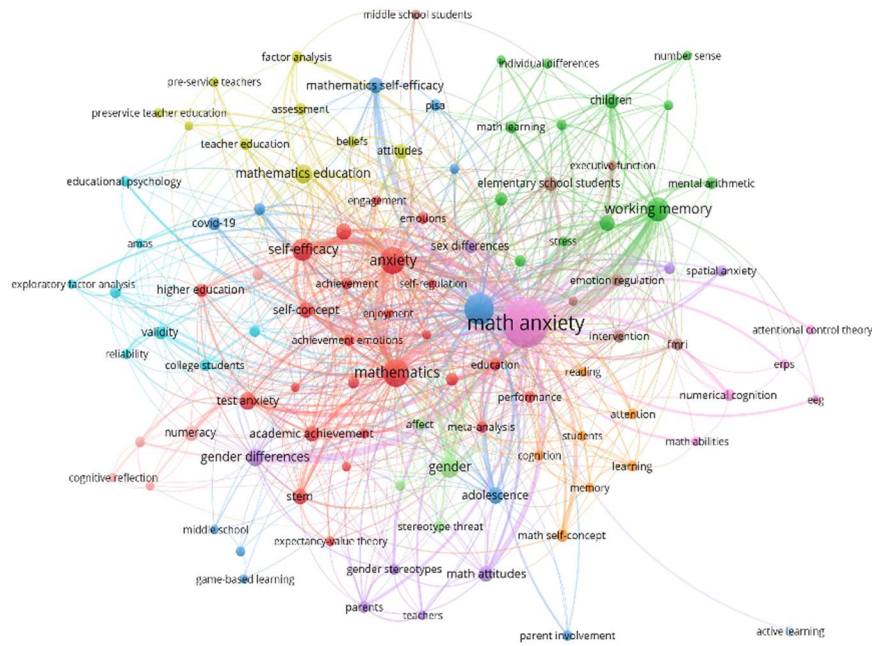 middle school students
factor analysis
individual differences
number sense
pre-service teachers
mathematics self-efficacy
children
preservice teacher education
assessment
pisa
math learning
teacher education
beliefs
attitudes
executive function
mathematics education
elementary school students
mental arithmetic
educational psychology
engagement
working memory
covid-19
emotions
amas
self-efficacy
sex differences
stress
anxiety
spatial anxiety
exploratory factor analysis
higher education
achievement
self-regulation
emotion regulation
self-concept
enjoyment
math anxiety
validity
achievement emotions
intervention
attentional control theory
reliability
college students
mathematics
education
fmri
reading
erps
test anxiety
performance
numerical cognition
eeg
numeracy
academic achievement
affect
meta-analysis
attention
students
math abilities
gender differences
gender
cognition
learning
cognitive reflection
stem
adolescence
memory
middle school
stereotype threat
math self-concept
expectancy-value theory
game-based learning
gender stereotypes
math attitudes
parents
teachers
parent involvement
active learning